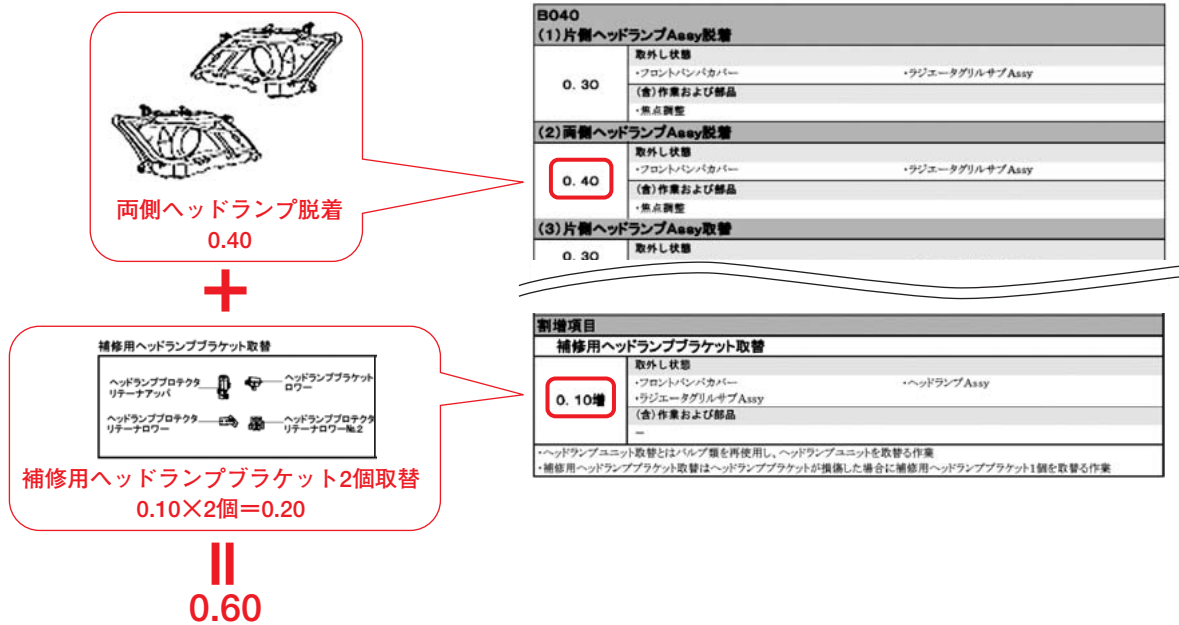 両側ヘッドランプ脱着
0.40
+
補修用ヘッドランプブラケット取替
ヘッドランププロテクタ
リテーナアッパ
ヘッドランプブラケット
ロワー
ヘッドランププロテクタ
リテーナロワー
ヘッドランププロテクタ
リテーナロワー№2
補修用ヘッドランプブラケット2個取替
0.10×2個=0.20
=
0.60
B040
(1)片側ヘッドランプAssy脱着
0. 30
取外し状態
・フロントバンパカバー ・ラジエータグリルサブAssy
(含)作業および部品
・焦点調整
(2)両側ヘッドランプAssy脱着
0. 40
取外し状態
・フロントバンパカバー ・ラジエータグリルサブAssy
(含)作業および部品
・焦点調整
(3)片側ヘッドランプAssy取替
0. 30
取外し状態
割増項目
補修用ヘッドランプブラケット取替
0. 10増
取外し状態
・フロントバンパカバー ・ヘッドランプAssy
・ラジエータグリルサブAssy
(含)作業および部品
−
・ヘッドランプユニット取替とはバルブ類を再使用し、ヘッドランプユニットを取替る作業
・補修用ヘッドランプブラケット取替はヘッドランプブラケットが損傷した場合に補修用ヘッドランプブラケット1個を取替る作業